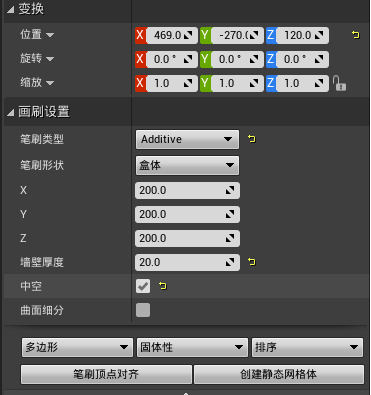 变换
位置 X 469.0 Y -270.0 Z 120.0
旋转 X 0.0 ° Y 0.0 ° Z 0.0 °
缩放 X 1.0 Y 1.0 Z 1.0
画刷设置
笔刷类型 Additive
笔刷形状 盒体
X 200.0
Y 200.0
Z 200.0
墙壁厚度 20.0
中空
曲面细分
多边形 固体性 排序
笔刷顶点对齐 创建静态网格体